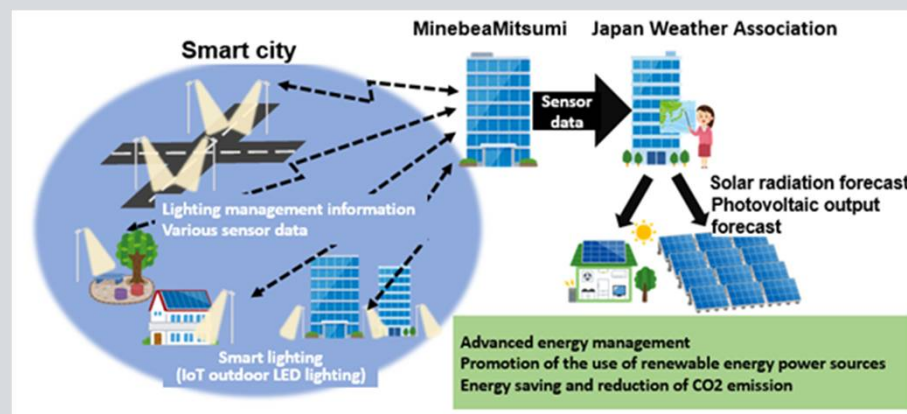 Smart city
MinebeaMitsumi
Japan Weather Association
Sensor
data
Lighting management information
Various sensor data
Smart lighting
(IoT outdoor LED lighting)
Solar radiation forecast
Photovoltaic output
forecast
Advanced energy management
Promotion of the use of renewable energy power sources
Energy saving and reduction of CO2 emission